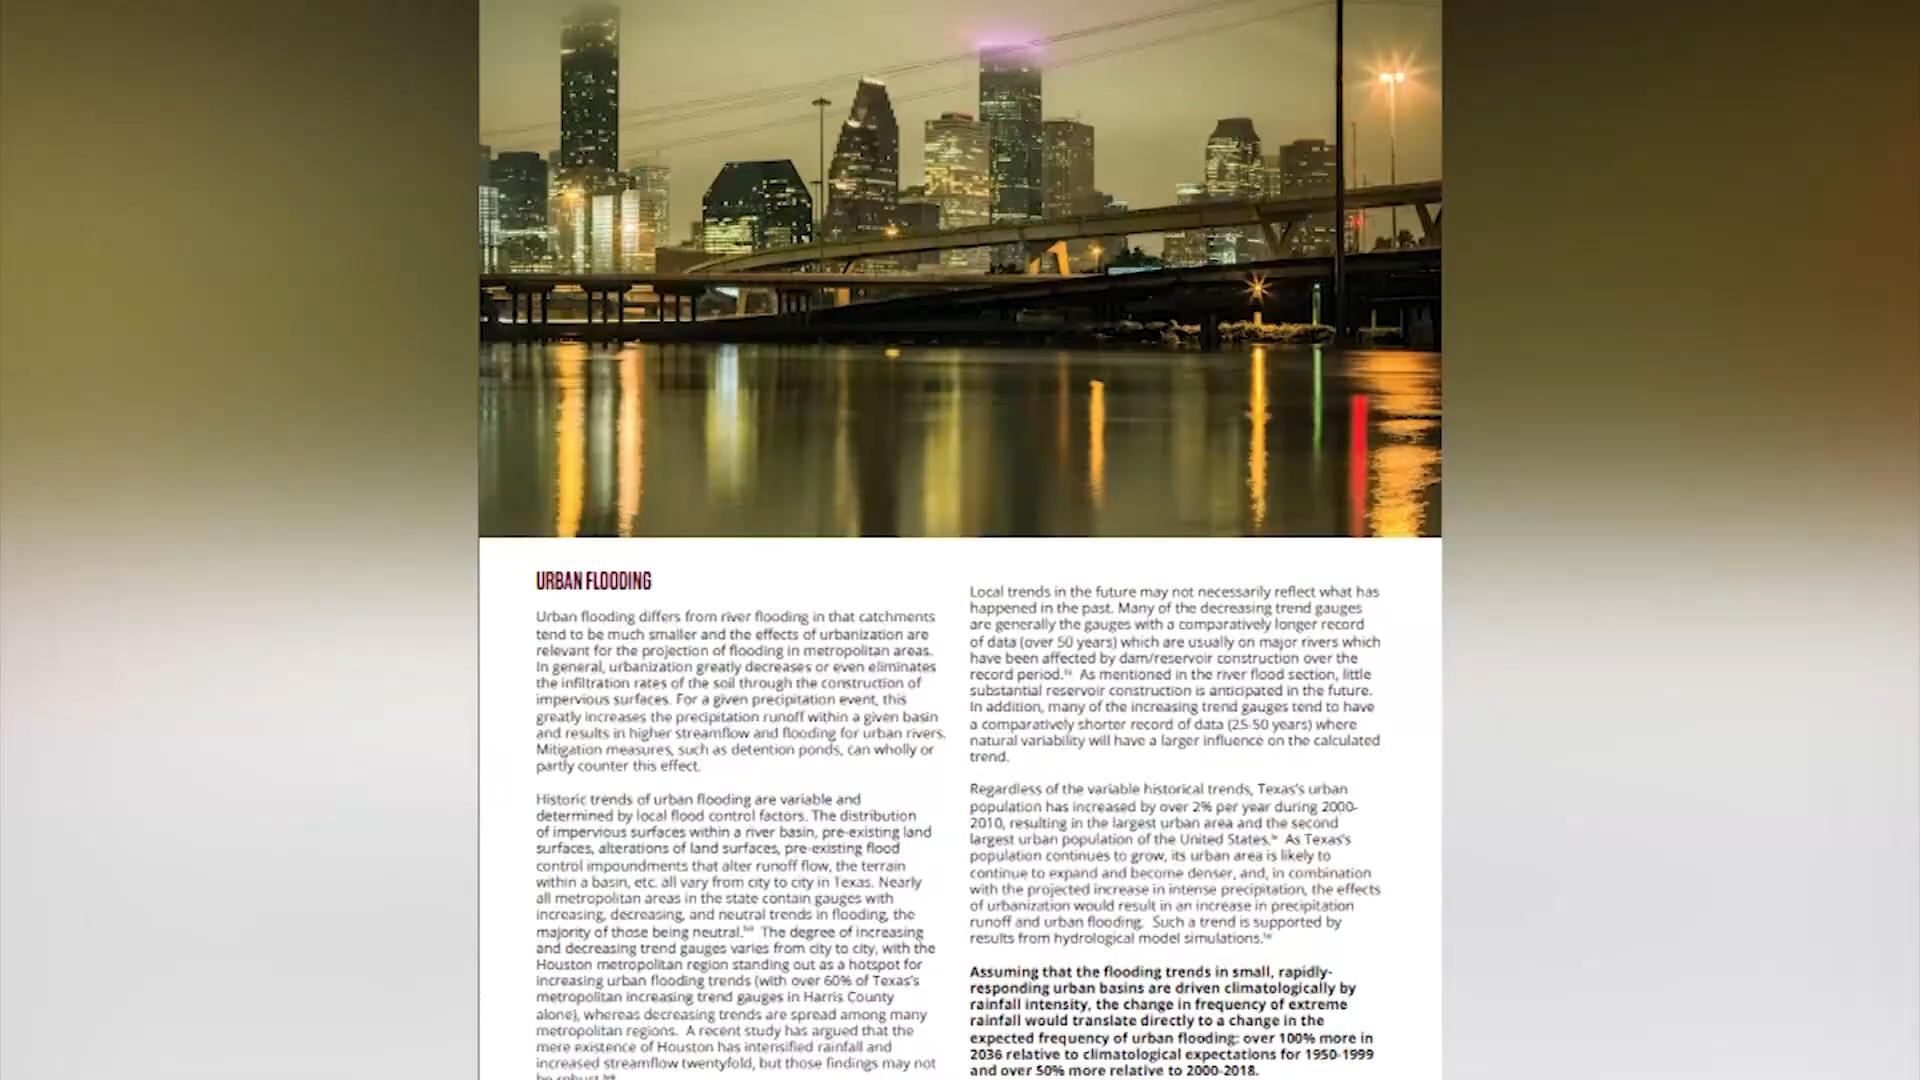 URBAN FLOODING
Urban flooding differs from river flooding in that catchments
tend to be much smaller and the effects of urbanization are
relevant for the projection of flooding in metropolitan areas.
In general, urbanization greatly decreases or even eliminates
the infiltration rates of the soil through the construction of
impervious surfaces. For a given precipitation event, this
greatly increases the precipitation runoff within a given basin
and results in higher streamflow and flooding for urban rivers.
Mitigation measures, such as detention ponds, can wholly or
partly counter this effect.
Historic trends of urban flooding are variable and
determined by local flood control factors. The distribution
of impervious surfaces within a river basin, pre-existing land
surfaces, alterations of land surfaces, pre-existing flood
control impoundments that alter runoff flow, the terrain
within a basin, etc. all vary from city to city in Texas. Nearly
all metropolitan areas in the state contain gauges with
increasing, decreasing, and neutral trends in flooding, the
majority of those being neutral. The degree of increasing
and decreasing trend gauges varies from city to city, with the
Houston metropolitan region standing out as a hotspot for
increasing urban flooding trends (with over 60% of Texas's
metropolitan increasing trend gauges in Harris County
alone), whereas decreasing trends are spread among many
metropolitan regions. A recent study has argued that the
mere existence of Houston has intensified rainfall and
increased streamflow twentyfold, but those findings may not
be robust.
Local trends in the future may not necessarily reflect what has
happened in the past. Many of the decreasing trend gauges
are generally the gauges with a comparatively longer record
of data (over 50 years) which are usually on major rivers which
have been affected by dam/reservoir construction over the
record period. As mentioned in the river flood section, little
substantial reservoir construction is anticipated in the future.
In addition, many of the increasing trend gauges tend to have
a comparatively shorter record of data (25-50 years) where
natural variability will have a larger influence on the calculated
trend.
Regardless of the variable historical trends, Texas's urban
population has increased by over 2% per year during 2000-
2010, resulting in the largest urban area and the second
largest urban population of the United States. As Texas's
population continues to grow, its urban area is likely to
continue to expand and become denser, and, in combination
with the projected increase in intense precipitation, the effects
of urbanization would result in an increase in precipitation
runoff and urban flooding. Such a trend is supported by
results from hydrological model simulations.
Assuming that the flooding trends in small, rapidly-
responding urban basins are driven climatologically by
rainfall intensity, the change in frequency of extreme
rainfall would translate directly to a change in the
expected frequency of urban flooding: over 100% more in
2036 relative to climatological expectations for 1950-1999
and over 50% more relative to 2000-2018.